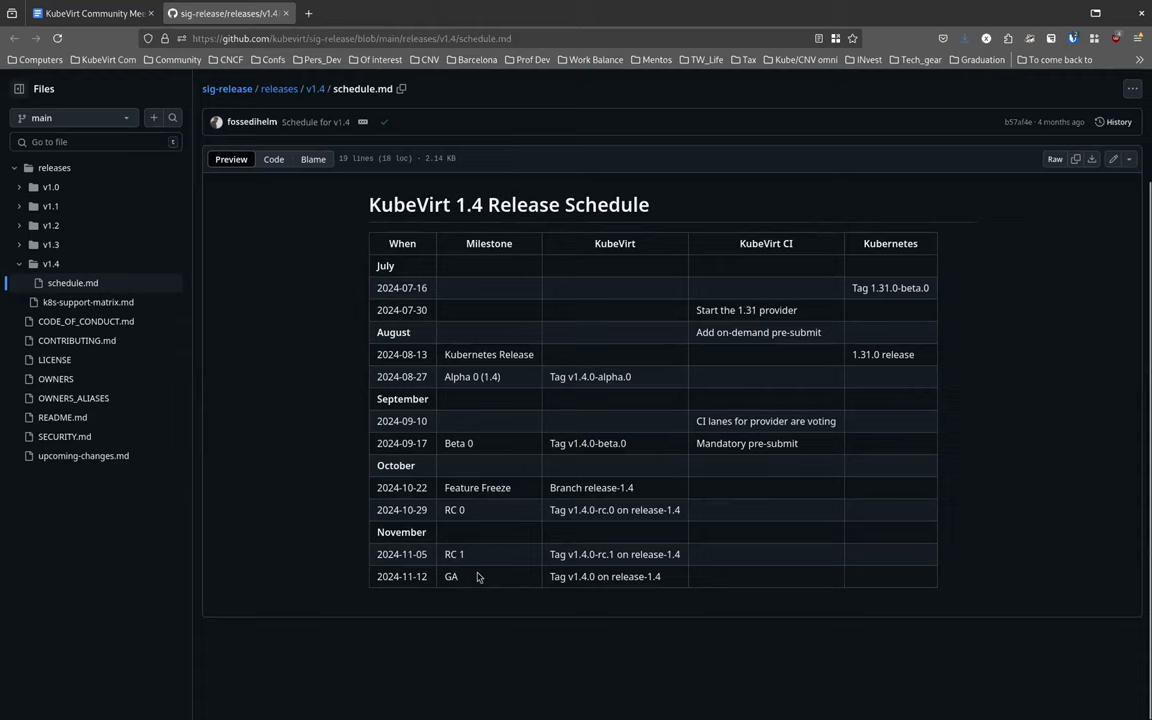 KubeVirt Community Me
sig-release/releases/v1.4
https://github.com/kubevirt/sig-release/blob/main/releases/v1.4/schedule.md
Computers KubeVirt Com Community CNCF Confs Pers_Dev Of interest CNV Barcelona Prof Dev Work Balance Mentos TW_Life Tax Kube/CNV omni INvest Tech_gear Graduation To come back to
Files
sig-release / releases / v1.4 / schedule.md
main
fossedihelm Schedule for v1.4 b57af4e · 4 months ago History
Go to file t
Preview Code Blame 19 lines (18 loc) · 2.14 KB Raw
releases
v1.0
v1.1
v1.2
v1.3
v1.4
schedule.md
k8s-support-matrix.md
CODE_OF_CONDUCT.md
CONTRIBUTING.md
LICENSE
OWNERS
OWNERS_ALIASES
README.md
SECURITY.md
upcoming-changes.md
KubeVirt 1.4 Release Schedule
When Milestone KubeVirt KubeVirt CI Kubernetes
July
2024-07-16 Tag 1.31.0-beta.0
2024-07-30 Start the 1.31 provider
August Add on-demand pre-submit
2024-08-13 Kubernetes Release 1.31.0 release
2024-08-27 Alpha 0 (1.4) Tag v1.4.0-alpha.0
September
2024-09-10 CI lanes for provider are voting
2024-09-17 Beta 0 Tag v1.4.0-beta.0 Mandatory pre-submit
October
2024-10-22 Feature Freeze Branch release-1.4
2024-10-29 RC 0 Tag v1.4.0-rc.0 on release-1.4
November
2024-11-05 RC 1 Tag v1.4.0-rc.1 on release-1.4
2024-11-12 GA Tag v1.4.0 on release-1.4